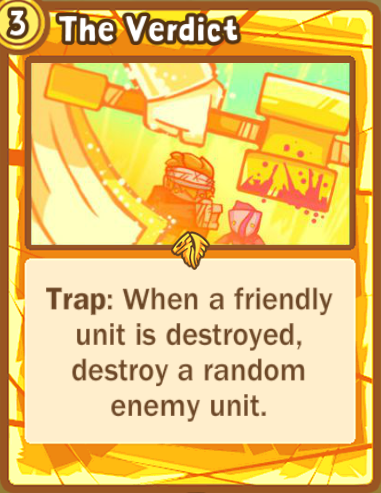 3 The Verdict
Trap: When a friendly
unit is destroyed,
destroy a random
enemy unit.